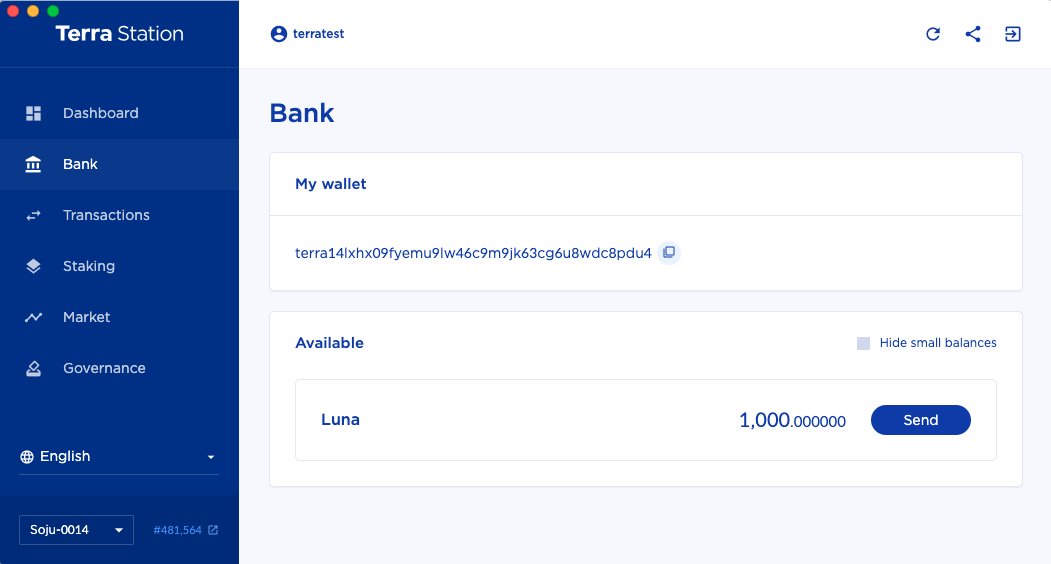 Terra Station
terratest
Dashboard
Bank
Transactions
Staking
Market
Governance
English
Soju-0014
#481,564
Bank
My wallet
terra14lxhx09fyemu9lw46c9m9jk63cg6u8wdc8pdu4
Available
Hide small balances
Luna
1,000.000000
Send